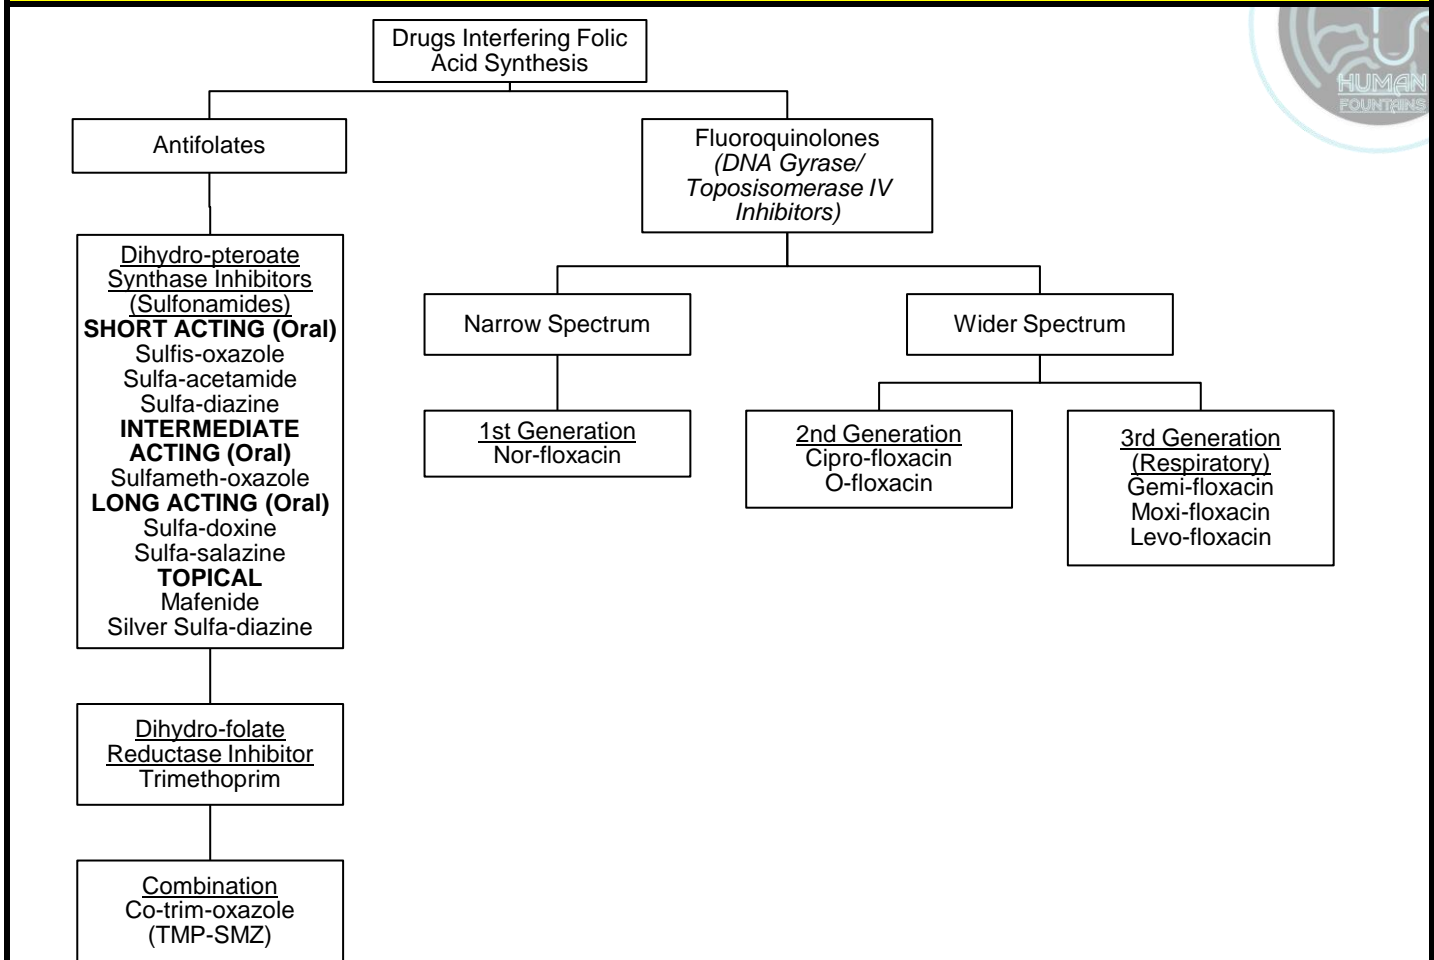 Drugs Interfering Folic
Acid Synthesis
Antifolates
Fluoroquinolones
(DNA Gyrase/
Toposisomerase IV
Inhibitors)
Dihydro-pteroate
Synthase Inhibitors
(Sulfonamides)
SHORT ACTING (Oral)
Sulfis-oxazole
Sulfa-acetamide
Sulfa-diazine
INTERMEDIATE
ACTING (Oral)
Sulfameth-oxazole
LONG ACTING (Oral)
Sulfa-doxine
Sulfa-salazine
TOPICAL
Mafenide
Silver Sulfa-diazine
Dihydro-folate
Reductase Inhibitor
Trimethoprim
Combination
Co-trim-oxazole
(TMP-SMZ)
Narrow Spectrum
1st Generation
Nor-floxacin
Wider Spectrum
2nd Generation
Cipro-floxacin
O-floxacin
3rd Generation
(Respiratory)
Gemi-floxacin
Moxi-floxacin
Levo-floxacin
HUMAN
FOUNTAINS